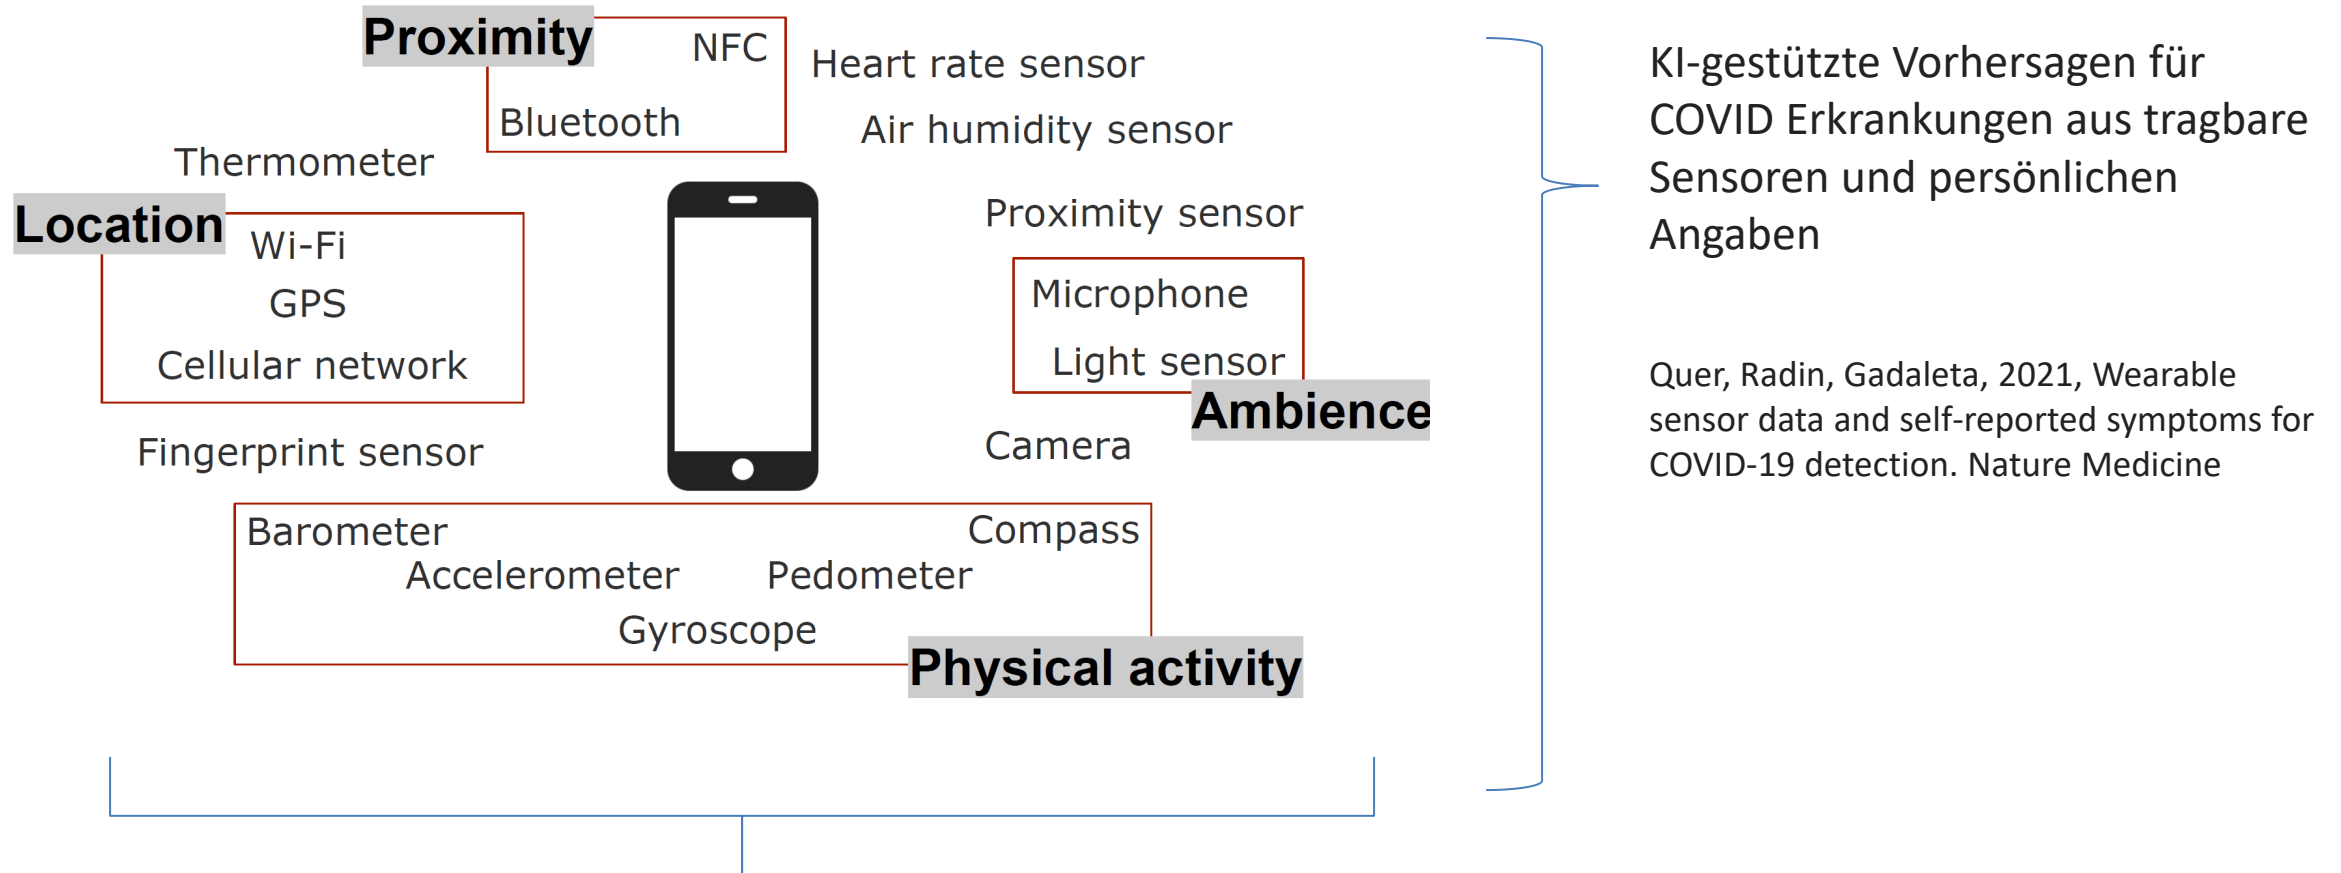 Proximity
NFC
Bluetooth
Heart rate sensor
Air humidity sensor
Thermometer
Location
Wi-Fi
GPS
Cellular network
Proximity sensor
Microphone
Light sensor
Ambience
Fingerprint sensor
Camera
Barometer
Compass
Accelerometer
Pedometer
Gyroscope
Physical activity
KI-gestützte Vorhersagen für
COVID Erkrankungen aus tragbare
Sensoren und persönlichen
Angaben
Quer, Radin, Gadaleta, 2021, Wearable
sensor data and self-reported symptoms for
COVID-19 detection. Nature Medicine